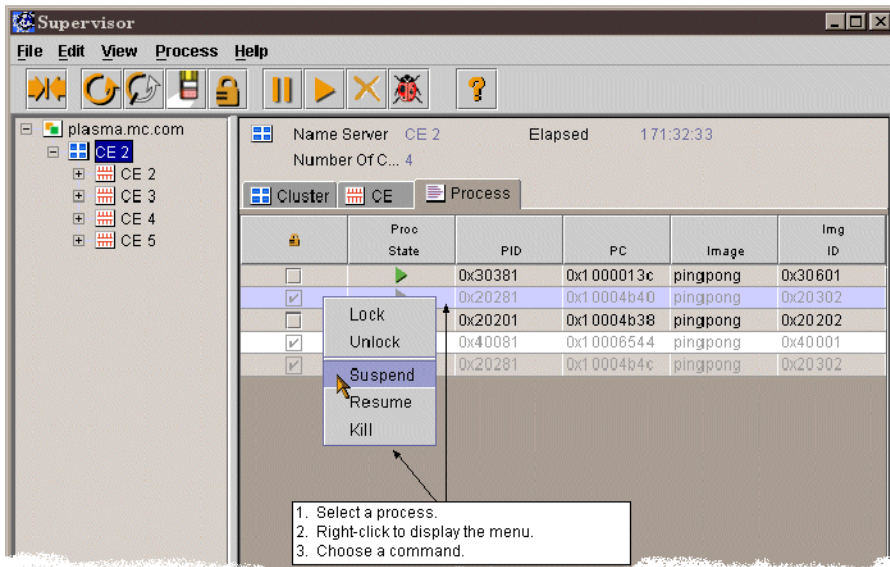 Supervisor
File Edit View Process Help
plasma.mc.com
CE 2
CE 2
CE 3
CE 4
CE 5
Name Server CE 2 Elapsed 171:32:33
Number Of C... 4
Cluster CE Process
Proc State PID PC Image Img ID
0x30381 0x1000013c pingpong 0x30601
0x20281 0x10004b40 pingpong 0x20302
0x20201 0x10004b38 pingpong 0x20202
0x40081 0x10006544 pingpong 0x40001
0x20281 0x10004b4c pingpong 0x20302
Lock
Unlock
Suspend
Resume
Kill
1. Select a process.
2. Right-click to display the menu.
3. Choose a command.